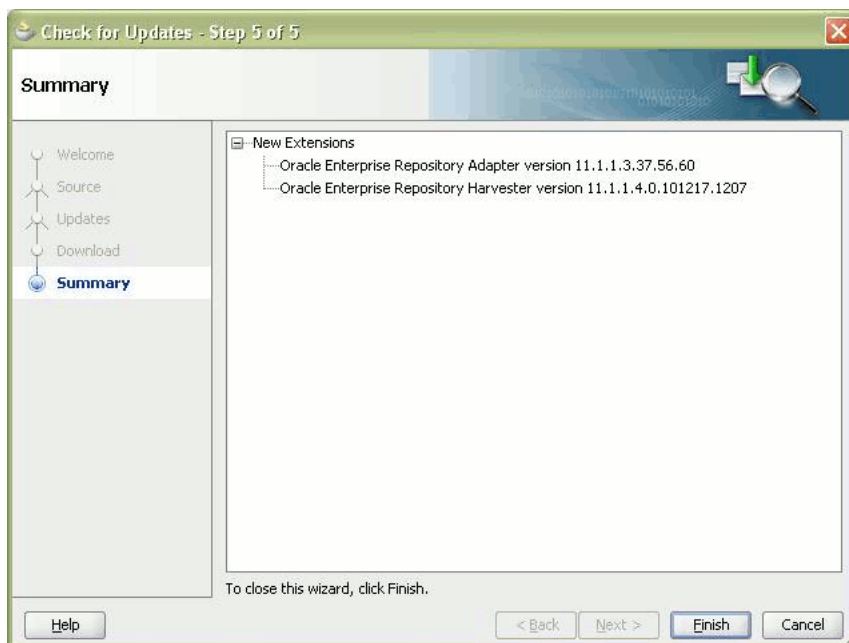 Check for Updates - Step 5 of 5
Summary
Welcome
Source
Updates
Download
Summary
New Extensions
Oracle Enterprise Repository Adapter version 11.1.1.3.37.56.60
Oracle Enterprise Repository Harvester version 11.1.1.4.0.101217.1207
To close this wizard, click Finish.
Help
< Back
Next >
Finish
Cancel